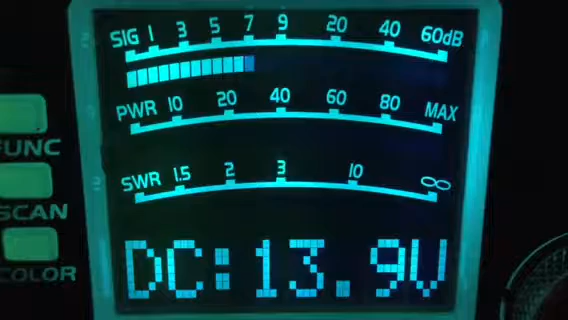 SIG 1 3 5 7 9 20 40 60dB
PWR 10 20 40 60 80 MAX
FUNC
SWR 1.5 2 3 10 ∞
SCAN
DC:13.9V
COLOR